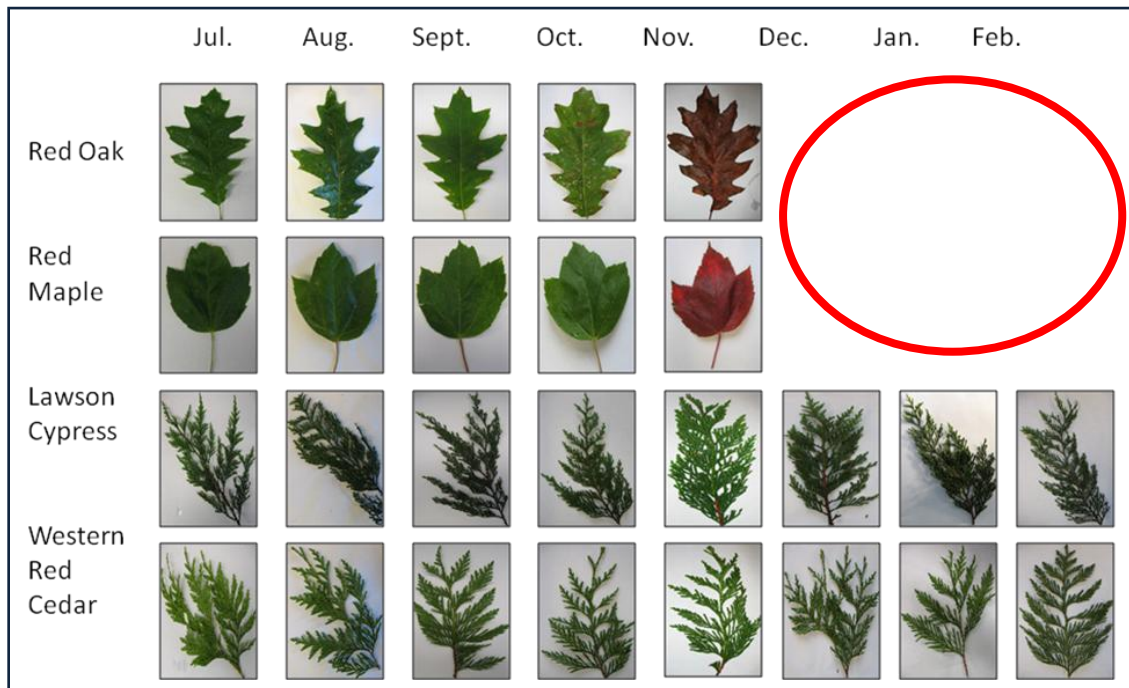 Jul. Aug. Sept. Oct. Nov. Dec. Jan. Feb.
Red Oak
Red
Maple
Lawson
Cypress
Western
Red
Cedar